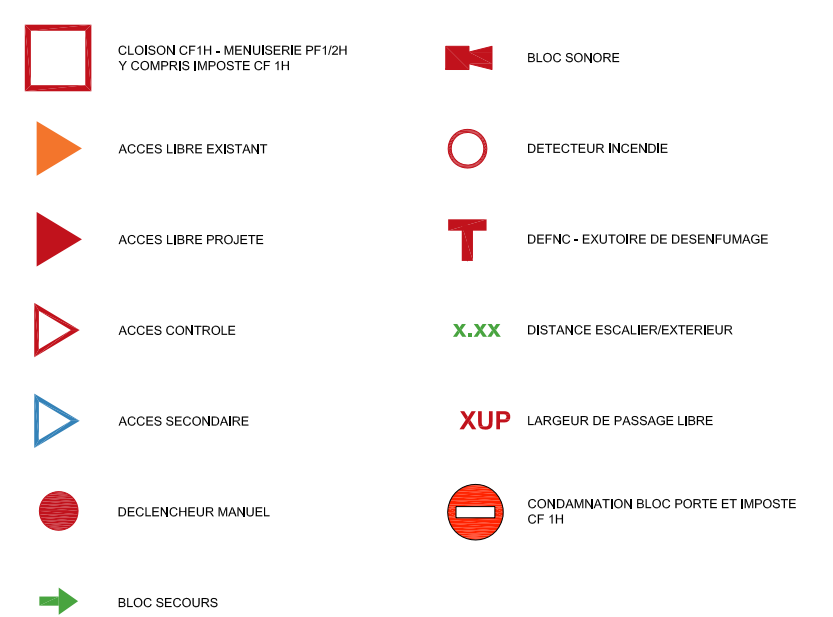 CLOISON CF1H - MENUISERIE PF1/2H
Y COMPRIS IMPOSTE CF 1H
ACCES LIBRE EXISTANT
ACCES LIBRE PROJETE
ACCES CONTROLE
ACCES SECONDAIRE
DECLENCHEUR MANUEL
BLOC SECOURS
BLOC SONORE
DETECTEUR INCENDIE
T
DEFNC - EXUTOIRE DE DESENFUMAGE
x.xx DISTANCE ESCALIER/EXTERIEUR
XUP LARGEUR DE PASSAGE LIBRE
CONDAMNATION BLOC PORTE ET IMPOSTE
CF 1H